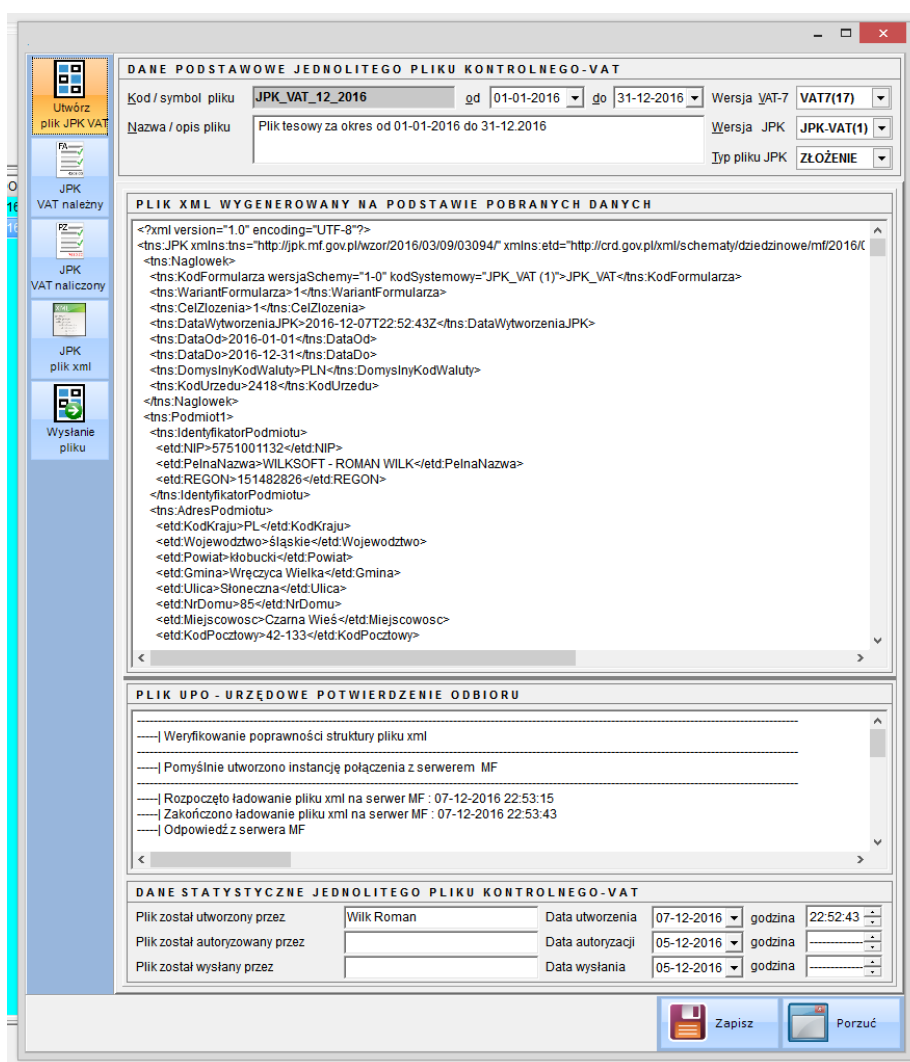 DANE PODSTAWOWE JEDNOLITEGO PLIKU KONTROLNEGO-VAT
Kod / symbol pliku JPK_VAT_12_2016 od 01-01-2016 do 31-12-2016 Wersja VAT-7 VAT7(17)
Nazwa / opis pliku Plik tesowy za okres od 01-01-2016 do 31-12.2016 Wersja JPK JPK-VAT(1)
Typ pliku JPK ZŁOŻENIE
Utwórz
plik JPK VAT
FA
JPK
VAT należny
PZ
JPK
VAT naliczony
XML
JPK
plik xml
Wysłanie
pliku
PLIK XML WYGENEROWANY NA PODSTAWIE POBRANYCH DANYCH
<?xml version="1.0" encoding="UTF-8"?>
<tns:JPK xmlns:tns="http://jpk.mf.gov.pl/wzor/2016/03/09/03094/" xmlns:etd="http://crd.gov.pl/xml/schematy/dziedzinowe/mf/2016/0
<tns:Naglowek>
<tns:KodFormularza wersjaSchemy="1-0" kodSystemowy="JPK_VAT (1)">JPK_VAT</tns:KodFormularza>
<tns:WariantFormularza>1</tns:WariantFormularza>
<tns:CelZlozenia>1</tns:CelZlozenia>
<tns:DataWytworzeniaJPK>2016-12-07T22:52:43Z</tns:DataWytworzeniaJPK>
<tns:DataOd>2016-01-01</tns:DataOd>
<tns:DataDo>2016-12-31</tns:DataDo>
<tns:DomyslnyKodWaluty>PLN</tns:DomyslnyKodWaluty>
<tns:KodUrzedu>2418</tns:KodUrzedu>
</tns:Naglowek>
<tns:Podmiot1>
<tns:IdentyfikatorPodmiotu>
<etd:NIP>5751001132</etd:NIP>
<etd:PelnaNazwa>WILKSOFT - ROMAN WILK</etd:PelnaNazwa>
<etd:REGON>151482826</etd:REGON>
</tns:IdentyfikatorPodmiotu>
<tns:AdresPodmiotu>
<etd:KodKraju>PL</etd:KodKraju>
<etd:Wojewodztwo>śląskie</etd:Wojewodztwo>
<etd:Powiat>kłobucki</etd:Powiat>
<etd:Gmina>Wręczyca Wielka</etd:Gmina>
<etd:Ulica>Słoneczna</etd:Ulica>
<etd:NrDomu>85</etd:NrDomu>
<etd:Miejscowosc>Czarna Wieś</etd:Miejscowosc>
<etd:KodPocztowy>42-133</etd:KodPocztowy>
PLIK UPO - URZĘDOWE POTWIERDZENIE ODBIORU
-----| Weryfikowanie poprawności struktury pliku xml
-----| Pomyślnie utworzono instancję połączenia z serwerem MF
-----| Rozpoczęto ładowanie pliku xml na serwer MF : 07-12-2016 22:53:15
-----| Zakończono ładowanie pliku xml na serwer MF : 07-12-2016 22:53:43
-----| Odpowiedź z serwera MF
DANE STATYSTYCZNE JEDNOLITEGO PLIKU KONTROLNEGO-VAT
Plik został utworzony przez Wilk Roman Data utworzenia 07-12-2016 godzina 22:52:43
Plik został autoryzowany przez Data autoryzacji 05-12-2016 godzina -------------
Plik został wysłany przez Data wysłania 05-12-2016 godzina -------------
Zapisz Porzuć